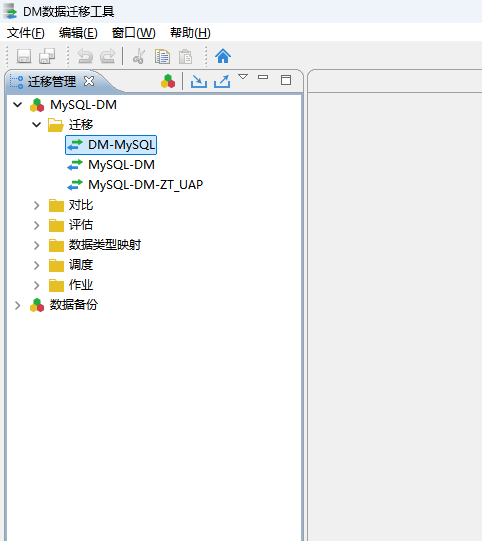 DM数据迁移工具
文件(F) 编辑(E) 窗口(W) 帮助(H)
迁移管理
MySQL-DM
迁移
DM-MySQL
MySQL-DM
MySQL-DM-ZT_UAP
对比
评估
数据类型映射
调度
作业
数据备份